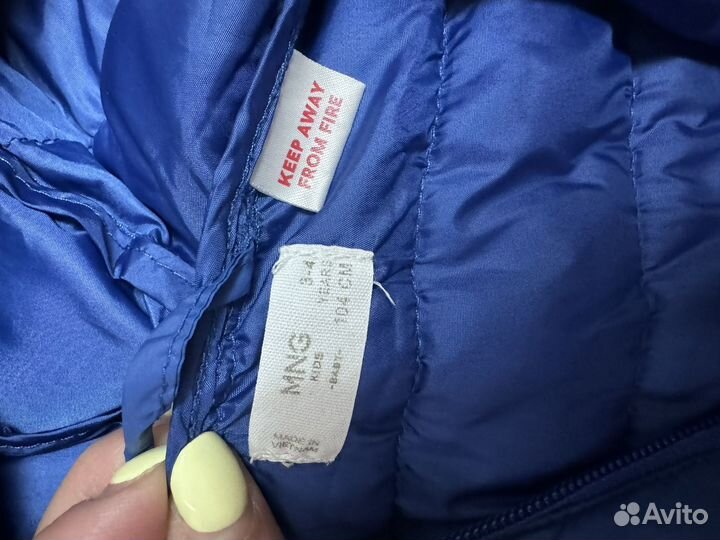 KEEP AWAY
FROM FIRE
3-4
YEARS
104 CM
MNG
KIDS
-BABY-
MADE IN
VIETNAM
Avito